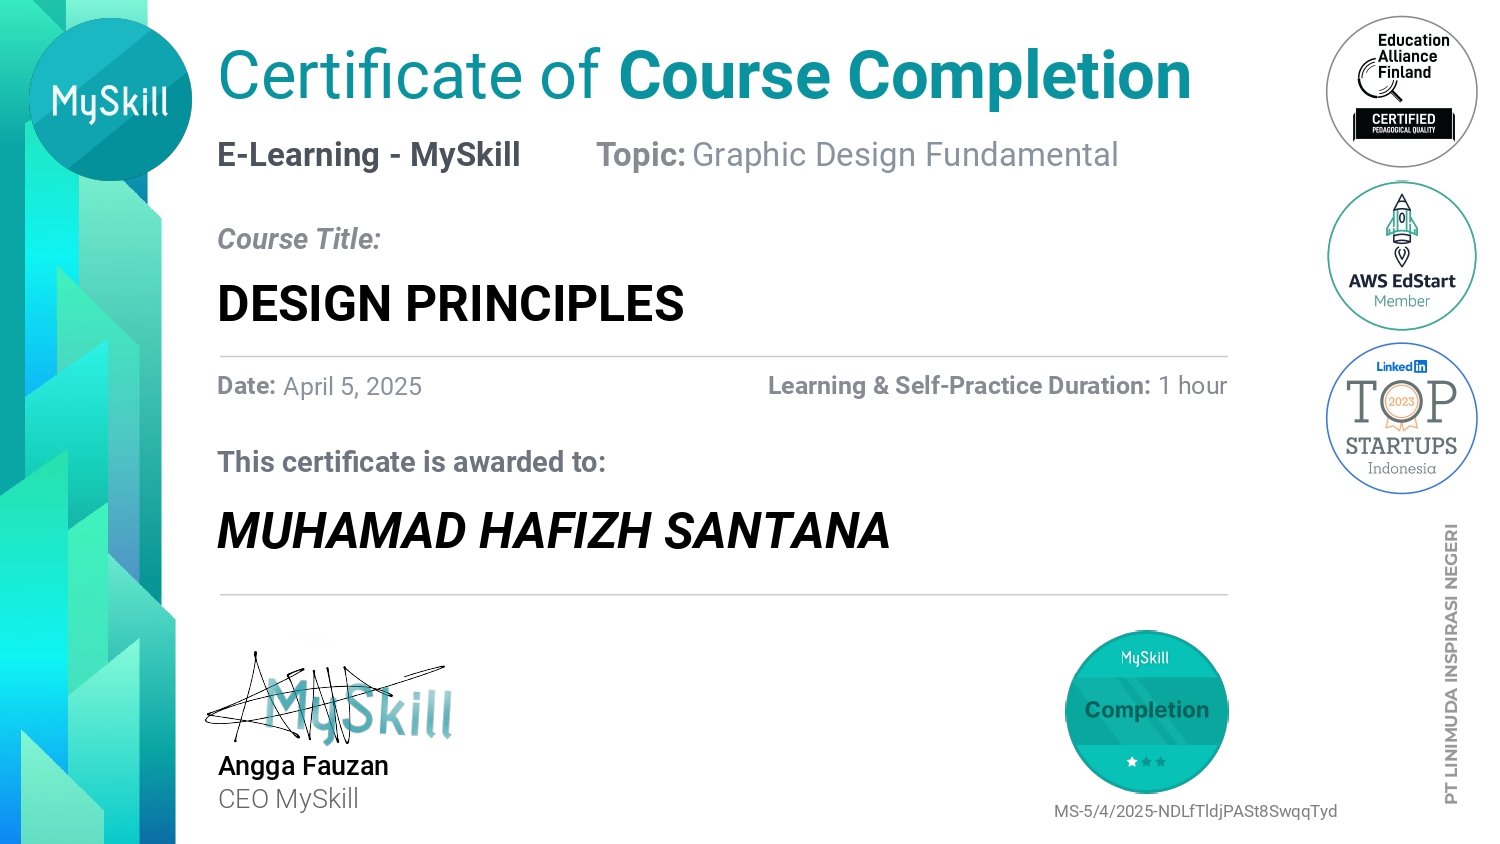 MySkill
Certificate of Course Completion
E-Learning - MySkill
Topic: Graphic Design Fundamental
Course Title:
DESIGN PRINCIPLES
Date: April 5, 2025
Learning & Self-Practice Duration: 1 hour
This certificate is awarded to:
MUHAMAD HAFIZH SANTANA
MySkill
Angga Fauzan
CEO MySkill
MySkill
Completion
MS-5/4/2025-NDLfTldjPASt8SwqqTyd
Education
Alliance
Finland
CERTIFIED
PEDAGOGICAL QUALITY
AWS EdStart
Member
Linked in
TOP
2023
STARTUPS
Indonesia
PT LINIMUDA INSPIRASI NEGERI